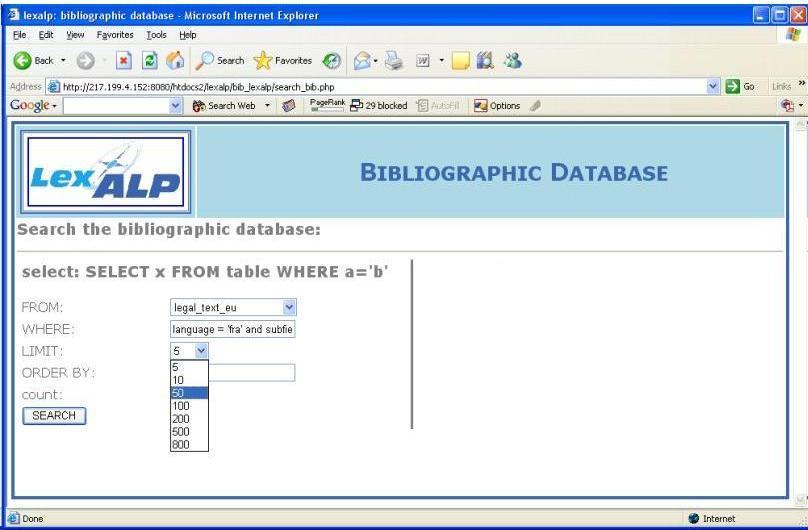 lexalp: bibliographic database - Microsoft Internet Explorer
File Edit View Favorites Tools Help
Back Search Favorites W
Address http://217.199.4.152:8080/htdocs2/lexalp/bib_lexalp/search_bib.php Go Links »
Google Search Web PageRank 29 blocked AutoFill Options
LexALP
BIBLIOGRAPHIC DATABASE
Search the bibliographic database:
select: SELECT x FROM table WHERE a='b'
FROM: legal_text_eu
WHERE: language = 'fra' and subfie
LIMIT: 5
5
10
50
100
200
500
800
ORDER BY:
count:
SEARCH
Done Internet